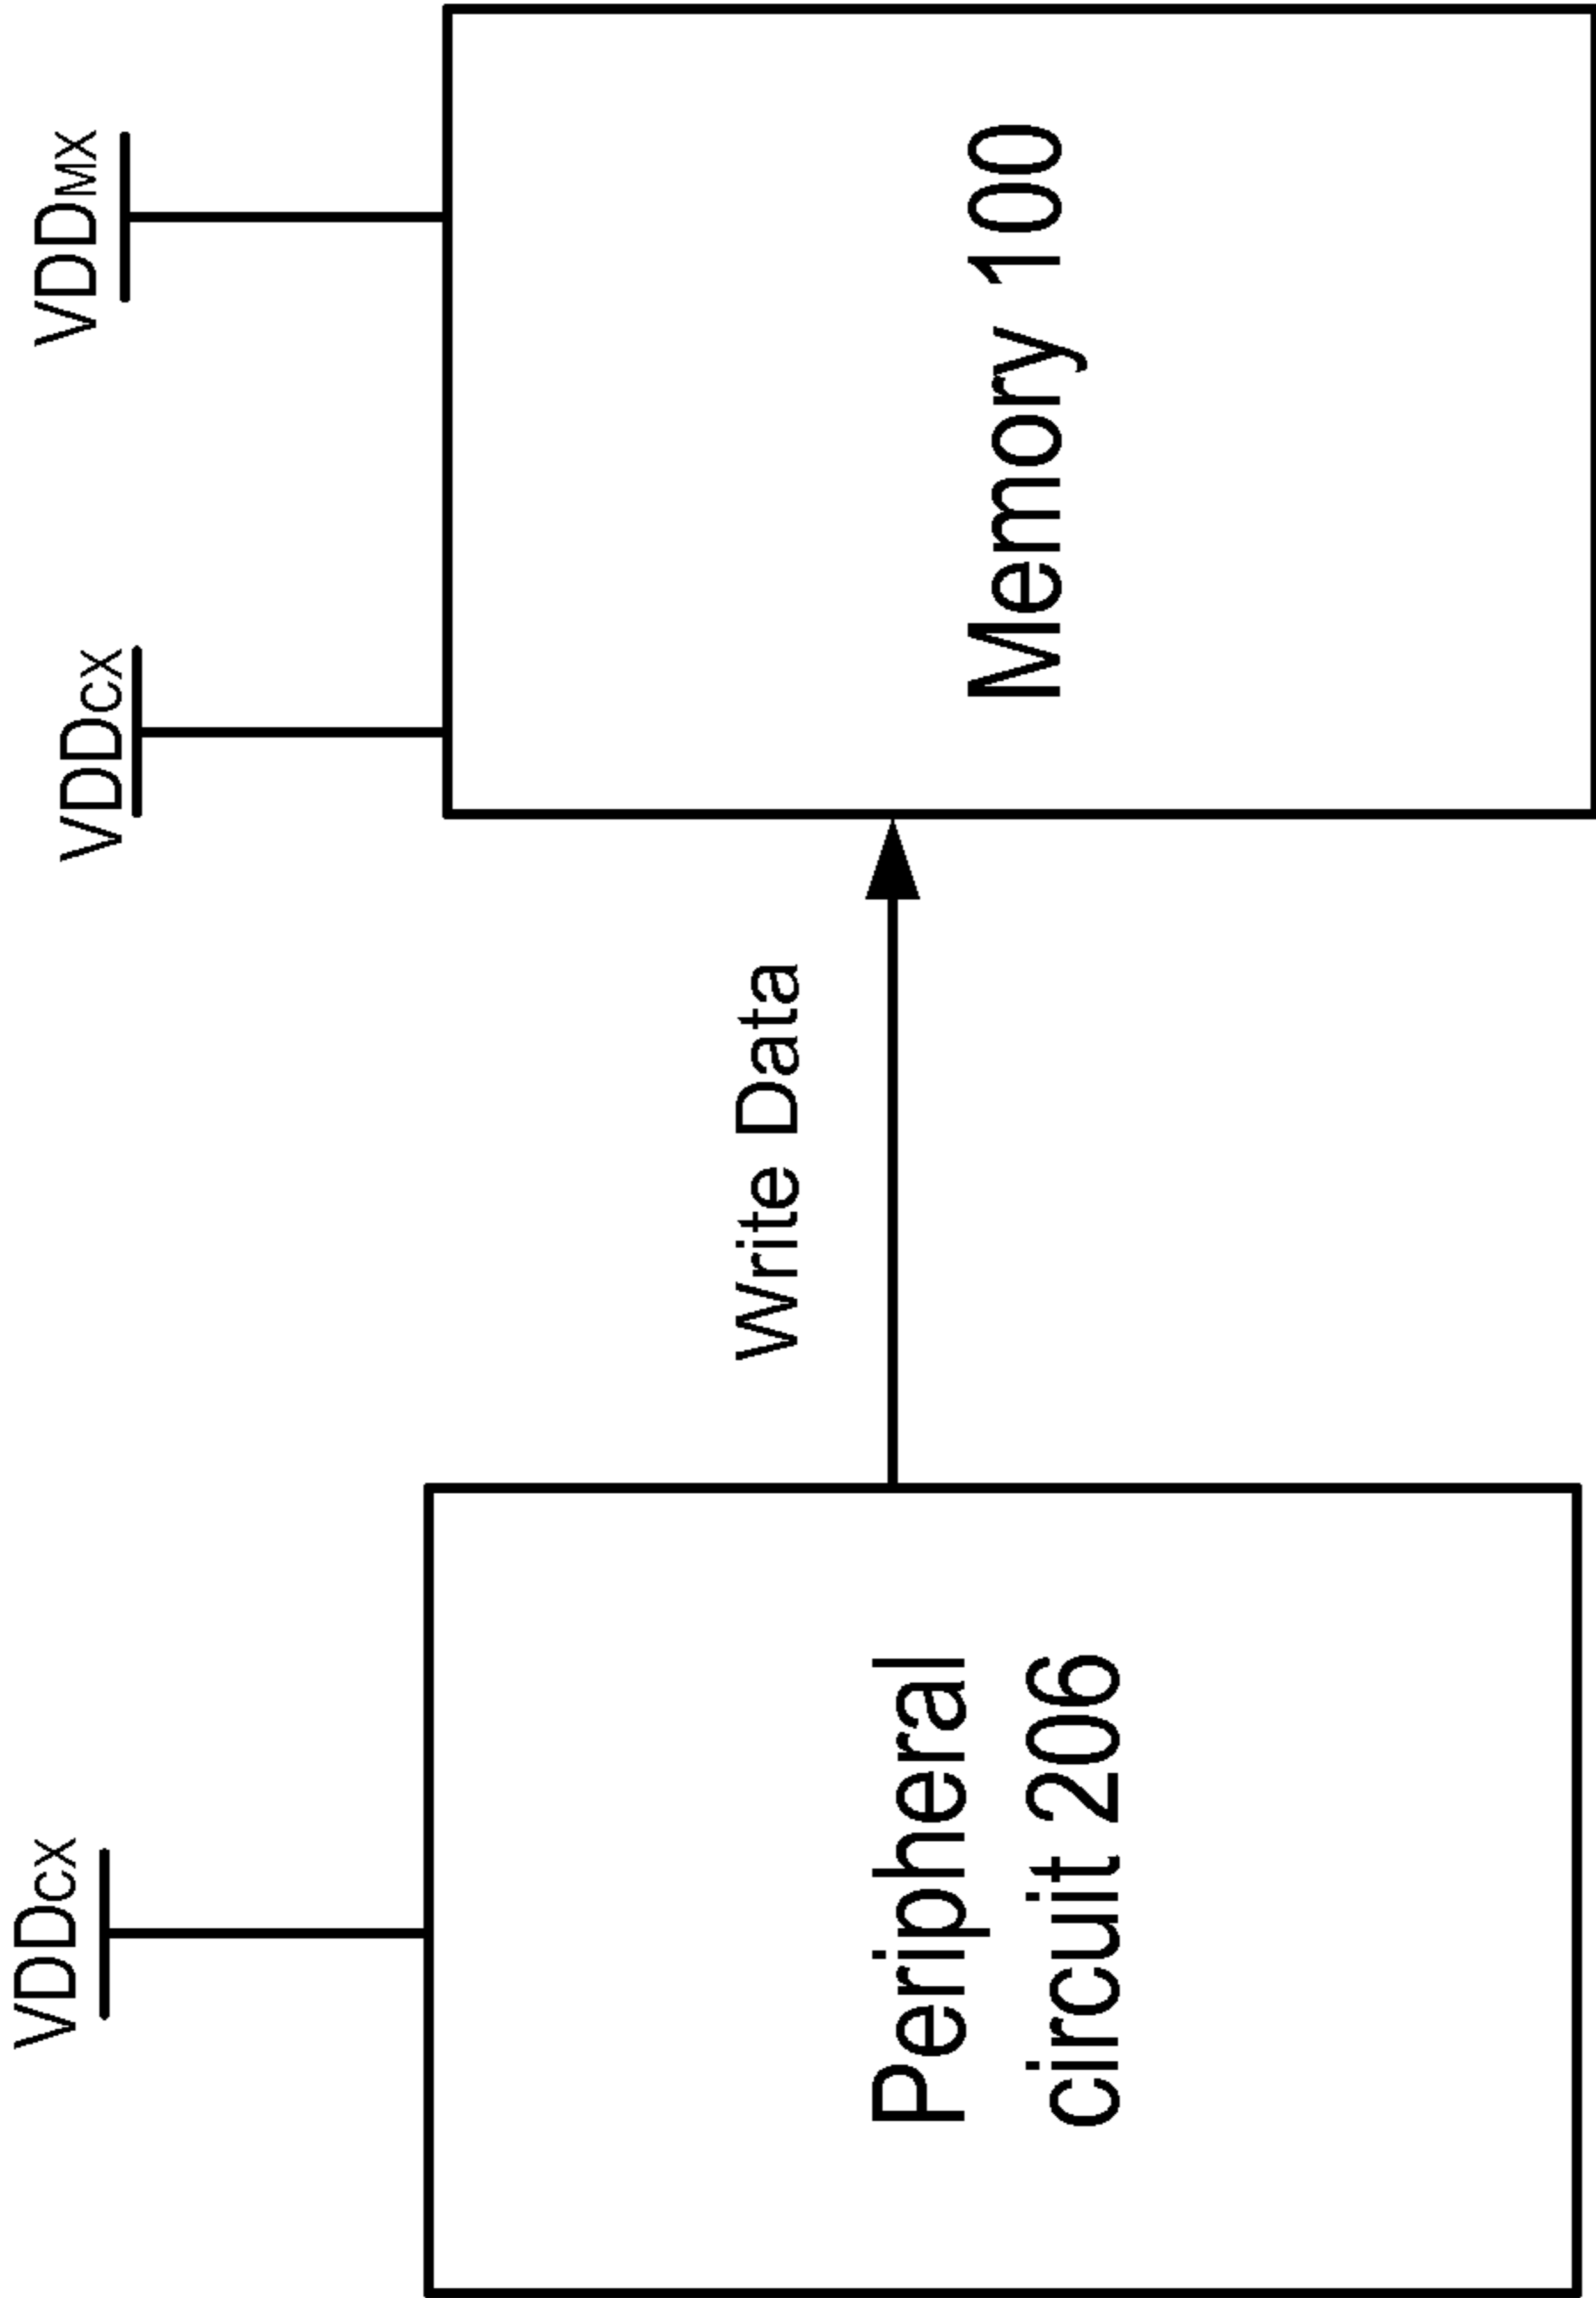 VDDCX
VDDCX
VDDMX
Write Data
Peripheral
circuit 206
Memory 100